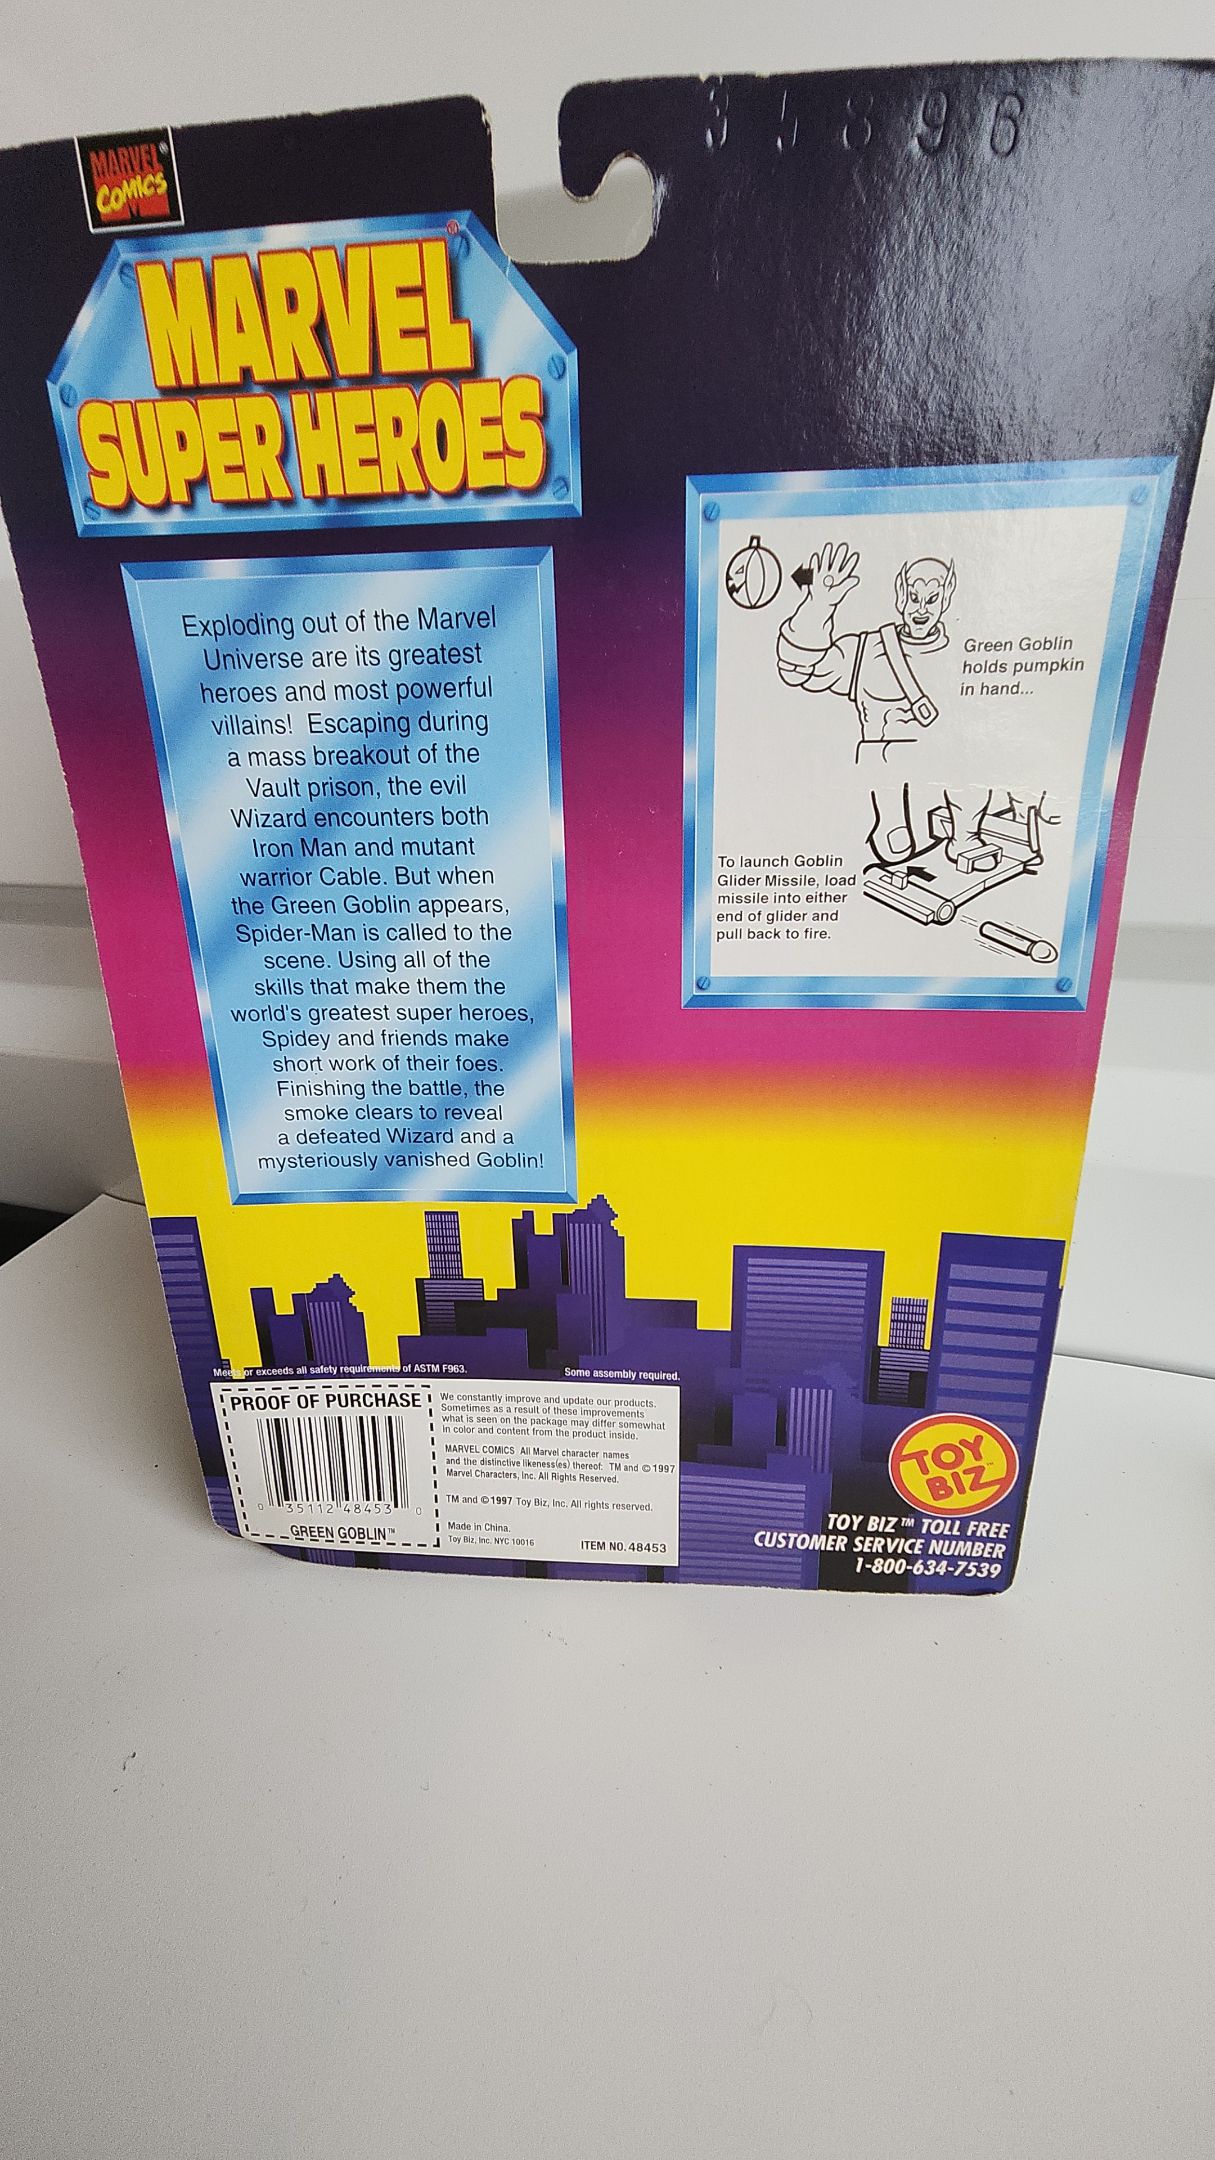 MARVEL®
COMICS
MARVEL®
SUPER HEROES
Exploding out of the Marvel
Universe are its greatest
heroes and most powerful
villains! Escaping during
a mass breakout of the
Vault prison, the evil
Wizard encounters both
Iron Man and mutant
warrior Cable. But when
the Green Goblin appears,
Spider-Man is called to the
scene. Using all of the
skills that make them the
world's greatest super heroes,
Spidey and friends make
short work of their foes.
Finishing the battle, the
smoke clears to reveal
a defeated Wizard and a
mysteriously vanished Goblin!
Green Goblin
holds pumpkin
in hand...
To launch Goblin
Glider Missile, load
missile into either
end of glider and
pull back to fire.
Meets or exceeds all safety requirements of ASTM F963.
Some assembly required.
PROOF OF PURCHASE
0 35112 48453 0
GREEN GOBLIN™
We constantly improve and update our products.
Sometimes as a result of these improvements
what is seen on the package may differ somewhat
in color and content from the product inside.
MARVEL COMICS All Marvel character names
and the distinctive likeness(es) thereof: TM and © 1997
Marvel Characters, Inc. All Rights Reserved.
TM and © 1997 Toy Biz, Inc. All rights reserved.
Made in China.
Toy Biz, Inc. NYC 10016
ITEM NO. 48453
TOY
BIZ™
TOY BIZ™ TOLL FREE
CUSTOMER SERVICE NUMBER
1-800-634-7539